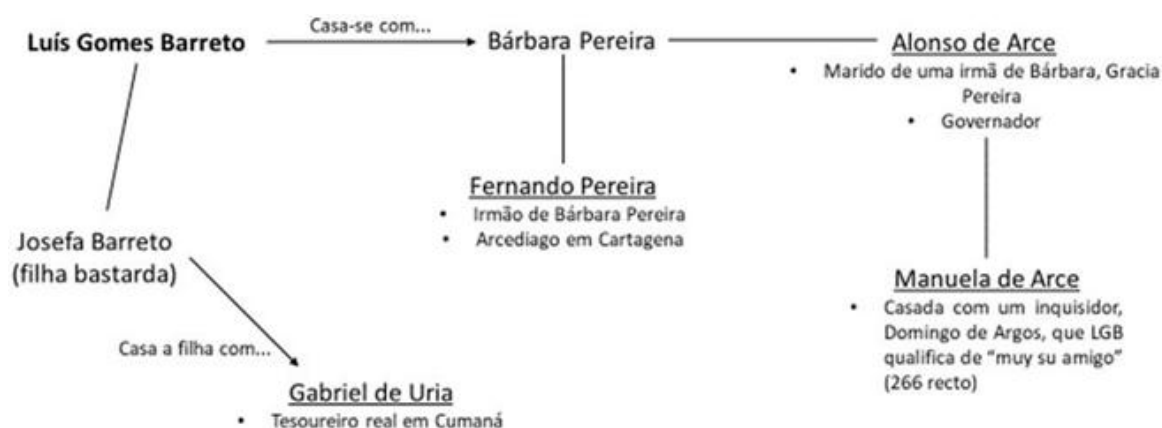 Luís Gomes Barreto
Casa-se com...
Bárbara Pereira
Alonso de Arce
• Marido de uma irmã de Bárbara, Gracia
Pereira
• Governador
Fernando Pereira
• Irmão de Bárbara Pereira
• Arcediago em Cartagena
Josefa Barreto
(filha bastarda)
Manuela de Arce
• Casada com um inquisidor,
Domingo de Argos, que LGB
qualifica de “muy su amigo”
(266 recto)
Casa a filha com...
Gabriel de Uria
• Tesoureiro real em Cumaná